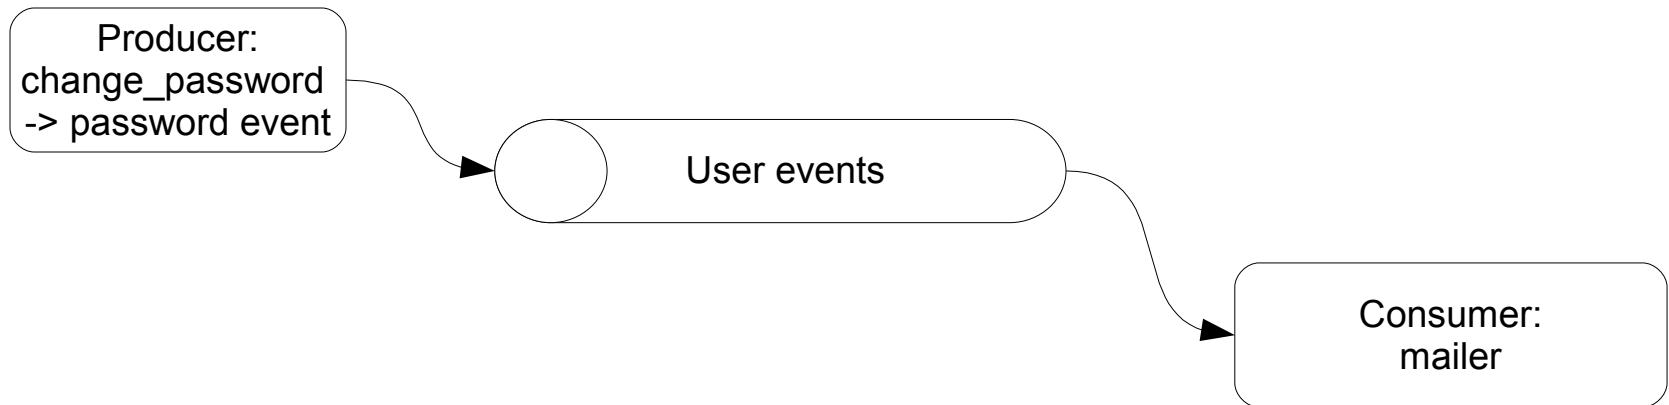 Producer:
change_password
-> password event
User events
Consumer:
mailer